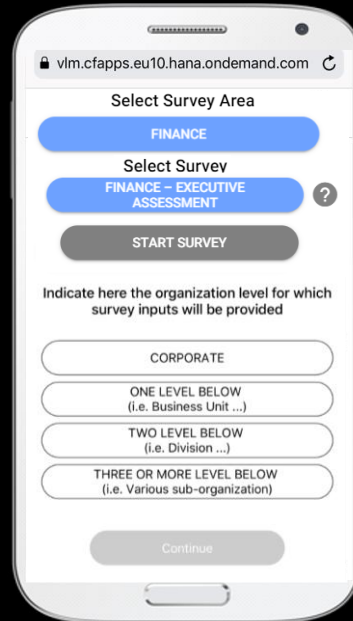 vlm.cfapps.eu10.hana.ondemand.com
Select Survey Area
FINANCE
Select Survey
FINANCE – EXECUTIVE
ASSESSMENT
?
START SURVEY
Indicate here the organization level for which
survey inputs will be provided
CORPORATE
ONE LEVEL BELOW
(i.e. Business Unit ...)
TWO LEVEL BELOW
(i.e. Division ...)
THREE OR MORE LEVEL BELOW
(i.e. Various sub-organization)
Continue